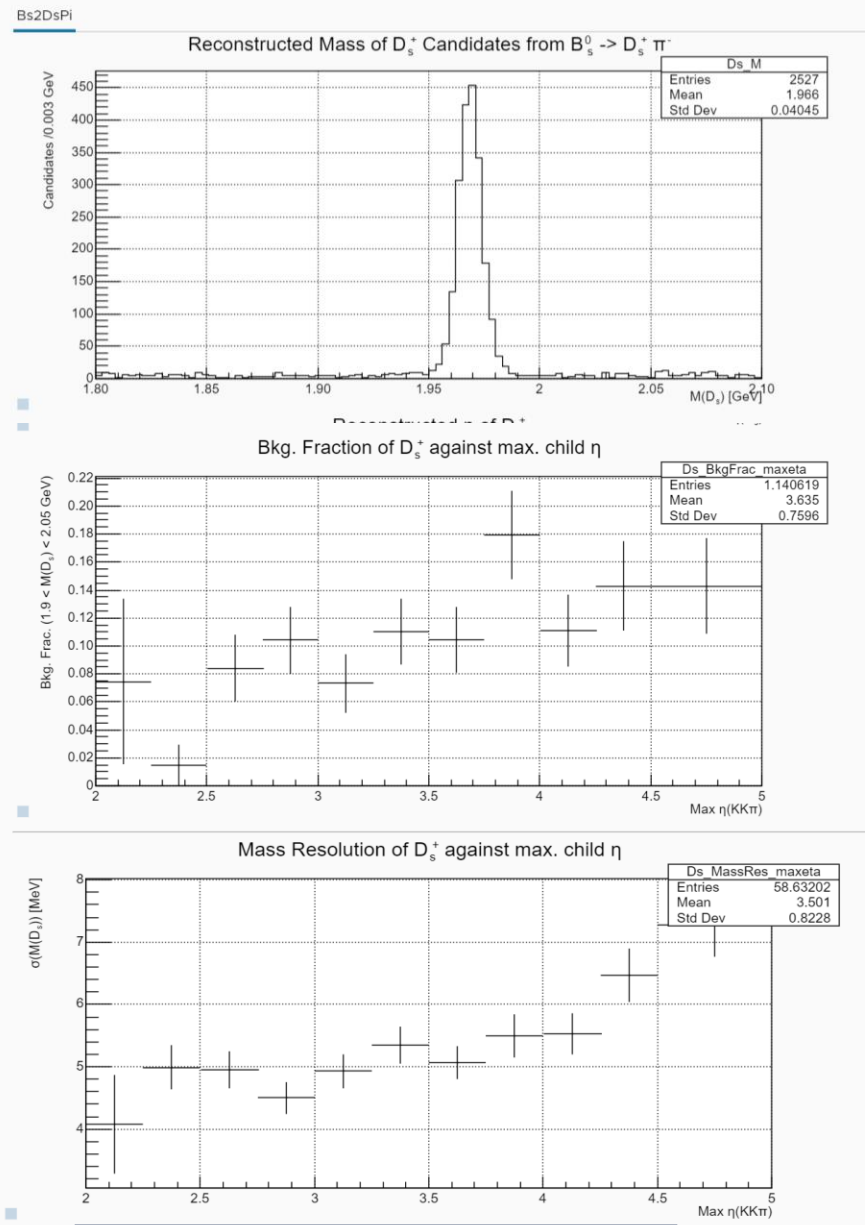 Bs2DsPi
Reconstructed Mass of D_s^+ Candidates from B_s^0 -> D_s^+ π^-
Ds_M
Entries 2527
Mean 1.966
Std Dev 0.04045
Candidates /0.003 GeV
450
400
350
300
250
200
150
100
50
0
1.80 1.85 1.90 1.95 2 2.05 2.10
M(D_s) [GeV]
Bkg. Fraction of D_s^+ against max. child η
Ds_BkgFrac_maxeta
Entries 1.140619
Mean 3.635
Std Dev 0.7596
Bkg. Frac. (1.9 < M(D_s) < 2.05 GeV)
0.22
0.20
0.18
0.16
0.14
0.12
0.10
0.08
0.06
0.04
0.02
0
2 2.5 3 3.5 4 4.5 5
Max η(KKπ)
Mass Resolution of D_s^+ against max. child η
Ds_MassRes_maxeta
Entries 58.63202
Mean 3.501
Std Dev 0.8228
σ(M(D_s)) [MeV]
8
7
6
5
4
2 2.5 3 3.5 4 4.5 5
Max η(KKπ)